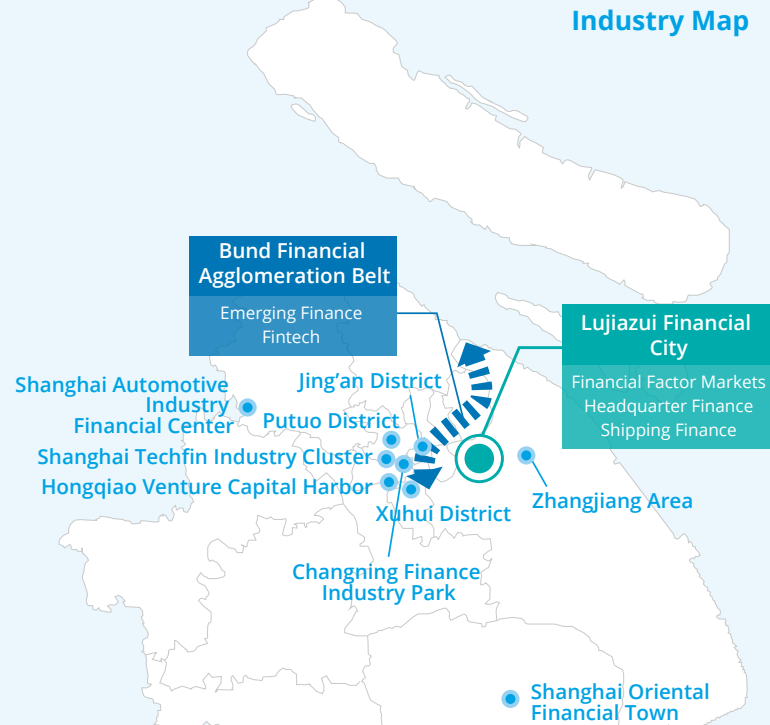 Industry Map
Bund Financial
Agglomeration Belt
Emerging Finance
Fintech
Lujiazui Financial
City
Financial Factor Markets
Headquarter Finance
Shipping Finance
Shanghai Automotive
Industry
Financial Center
Jing’an District
Putuo District
Shanghai Techfin Industry Cluster
Hongqiao Venture Capital Harbor
Xuhui District
Zhangjiang Area
Changning Finance
Industry Park
Shanghai Oriental
Financial Town